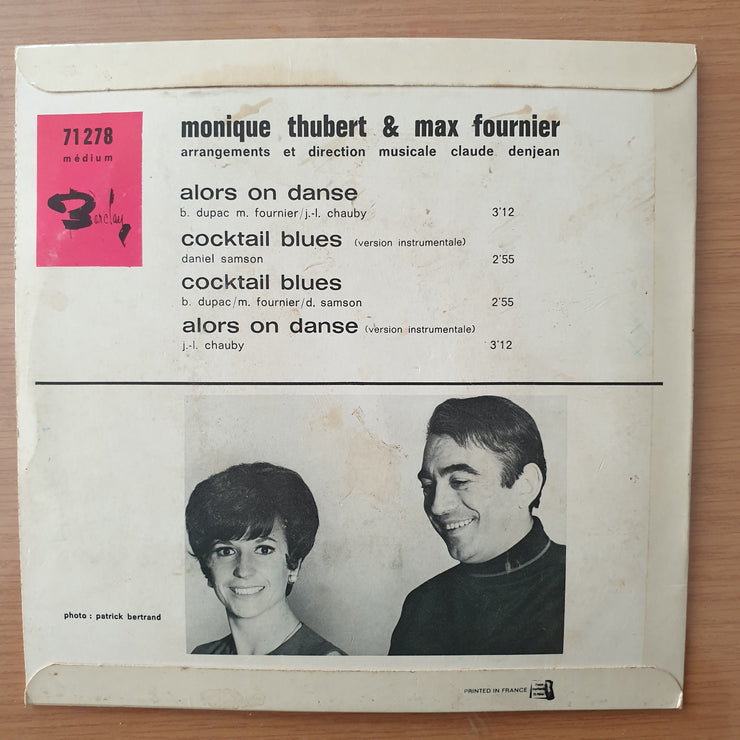 71 278
médium
Barclay
monique thubert & max fournier
arrangements et direction musicale claude denjean
alors on danse
b. dupac m. fournier/j.-l. chauby 3'12
cocktail blues (version instrumentale)
daniel samson 2'55
cocktail blues
b. dupac/m. fournier/d. samson 2'55
alors on danse (version instrumentale)
j.-l. chauby 3'12
photo : patrick bertrand
PRINTED IN FRANCE